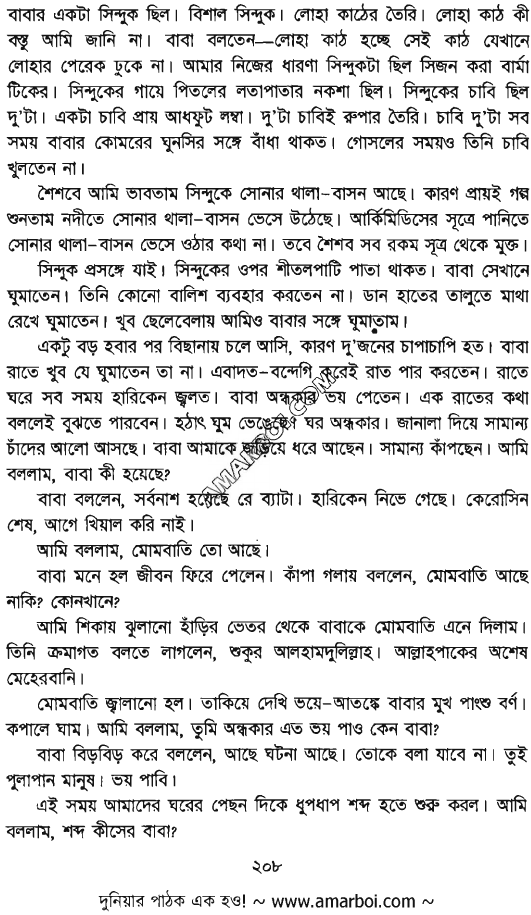 বাবার একটা সিন্দুক ছিল। বিশাল সিন্দুক। লোহা কাঠের তৈরি। লোহা কাঠ কী
বস্তু আমি জানি না। বাবা বলতেন—লোহা কাঠ হচ্ছে সেই কাঠ যেখানে
লোহার পেরেক ঢুকে না। আমার নিজের ধারণা সিন্দুকটা ছিল সিজন করা বার্মা
টিকের। সিন্দুকের গায়ে পিতলের লতাপাতার নকশা ছিল। সিন্দুকের চাবি ছিল
দু'টা। একটা চাবি প্রায় আধফুট লম্বা। দু'টা চাবিই রুপার তৈরি। চাবি দু'টা সব
সময় বাবার কোমরের ঘুনসির সঙ্গে বাঁধা থাকত। গোসলের সময়ও তিনি চাবি
খুলতেন না।
শৈশবে আমি ভাবতাম সিন্দুকে সোনার থালা-বাসন আছে। কারণ প্রায়ই গল্প
শুনতাম নদীতে সোনার থালা-বাসন ভেসে উঠেছে। আর্কিমিডিসের সূত্রে পানিতে
সোনার থালা-বাসন ভেসে ওঠার কথা না। তবে শৈশব সব রকম সূত্র থেকে মুক্ত।
সিন্দুক প্রসঙ্গে যাই। সিন্দুকের ওপর শীতলপাটি পাতা থাকত। বাবা সেখানে
ঘুমাতেন। তিনি কোনো বালিশ ব্যবহার করতেন না। ডান হাতের তালুতে মাথা
রেখে ঘুমাতেন। খুব ছেলেবেলায় আমিও বাবার সঙ্গে ঘুমাতাম।
একটু বড় হবার পর বিছানায় চলে আসি, কারণ দু'জনের চাপাচাপি হত। বাবা
রাতে খুব যে ঘুমাতেন তা না। এবাদত-বন্দেগি করেই রাত পার করতেন। রাতে
ঘরে সব সময় হারিকেন জ্বলত। বাবা অন্ধকার ভয় পেতেন। এক রাতের কথা
বললেই বুঝতে পারবেন। হঠাৎ ঘুম ভেঙেছে। ঘর অন্ধকার। জানালা দিয়ে সামান্য
চাঁদের আলো আসছে। বাবা আমাকে জড়িয়ে ধরে আছেন। সামান্য কাঁপছেন। আমি
বললাম, বাবা কী হয়েছে?
বাবা বললেন, সর্বনাশ হয়েছে রে ব্যাটা। হারিকেন নিভে গেছে। কেরোসিন
শেষ, আগে খিয়াল করি নাই।
আমি বললাম, মোমবাতি তো আছে।
বাবা মনে হল জীবন ফিরে পেলেন। কাঁপা গলায় বললেন, মোমবাতি আছে
নাকি? কোনখানে?
আমি শিকায় ঝুলানো হাঁড়ির ভেতর থেকে বাবাকে মোমবাতি এনে দিলাম।
তিনি ক্রমাগত বলতে লাগলেন, শুকুর আলহামদুলিল্লাহ। আল্লাহপাকের অশেষ
মেহেরবানি।
মোমবাতি জ্বালানো হল। তাকিয়ে দেখি ভয়ে-আতঙ্কে বাবার মুখ পাংশু বর্ণ।
কপালে ঘাম। আমি বললাম, তুমি অন্ধকার এত ভয় পাও কেন বাবা?
বাবা বিড়বিড় করে বললেন, আছে ঘটনা আছে। তোকে বলা যাবে না। তুই
পুলাপান মানুষ। ভয় পাবি।
এই সময় আমাদের ঘরের পেছন দিকে ধুপধাপ শব্দ হতে শুরু করল। আমি
বললাম, শব্দ কীসের বাবা?
২০৮
দুনিয়ার পাঠক এক হও! ~ www.amarboi.com ~
AMARBOI.COM